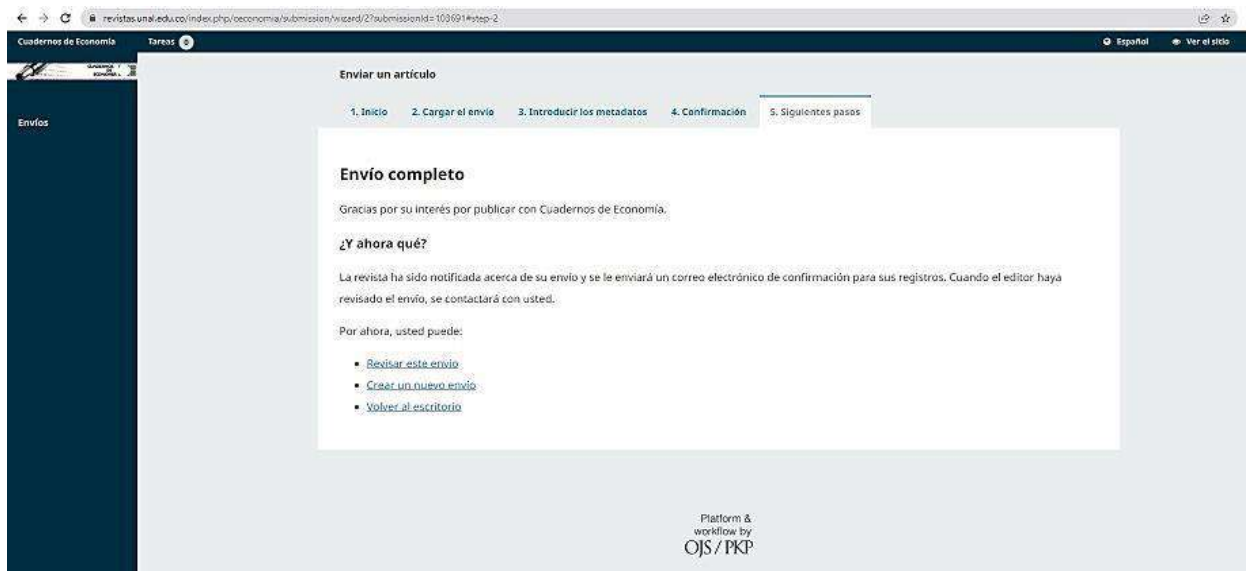 revistas.unal.edu.co/index.php/ceconomia/submission/wizard/2?submissionId=103691#step-2
Cuadernos de Economía
Tareas 0
Español
Ver el sitio
Envíos
Enviar un artículo
1. Inicio
2. Cargar el envío
3. Introducir los metadatos
4. Confirmación
5. Siguientes pasos
Envío completo
Gracias por su interés por publicar con Cuadernos de Economía.
¿Y ahora qué?
La revista ha sido notificada acerca de su envío y se le enviará un correo electrónico de confirmación para sus registros. Cuando el editor haya
revisado el envío, se contactará con usted.
Por ahora, usted puede:
Revisar este envío
Crear un nuevo envío
Volver al escritorio
Platform &
workflow by
OJS / PKP